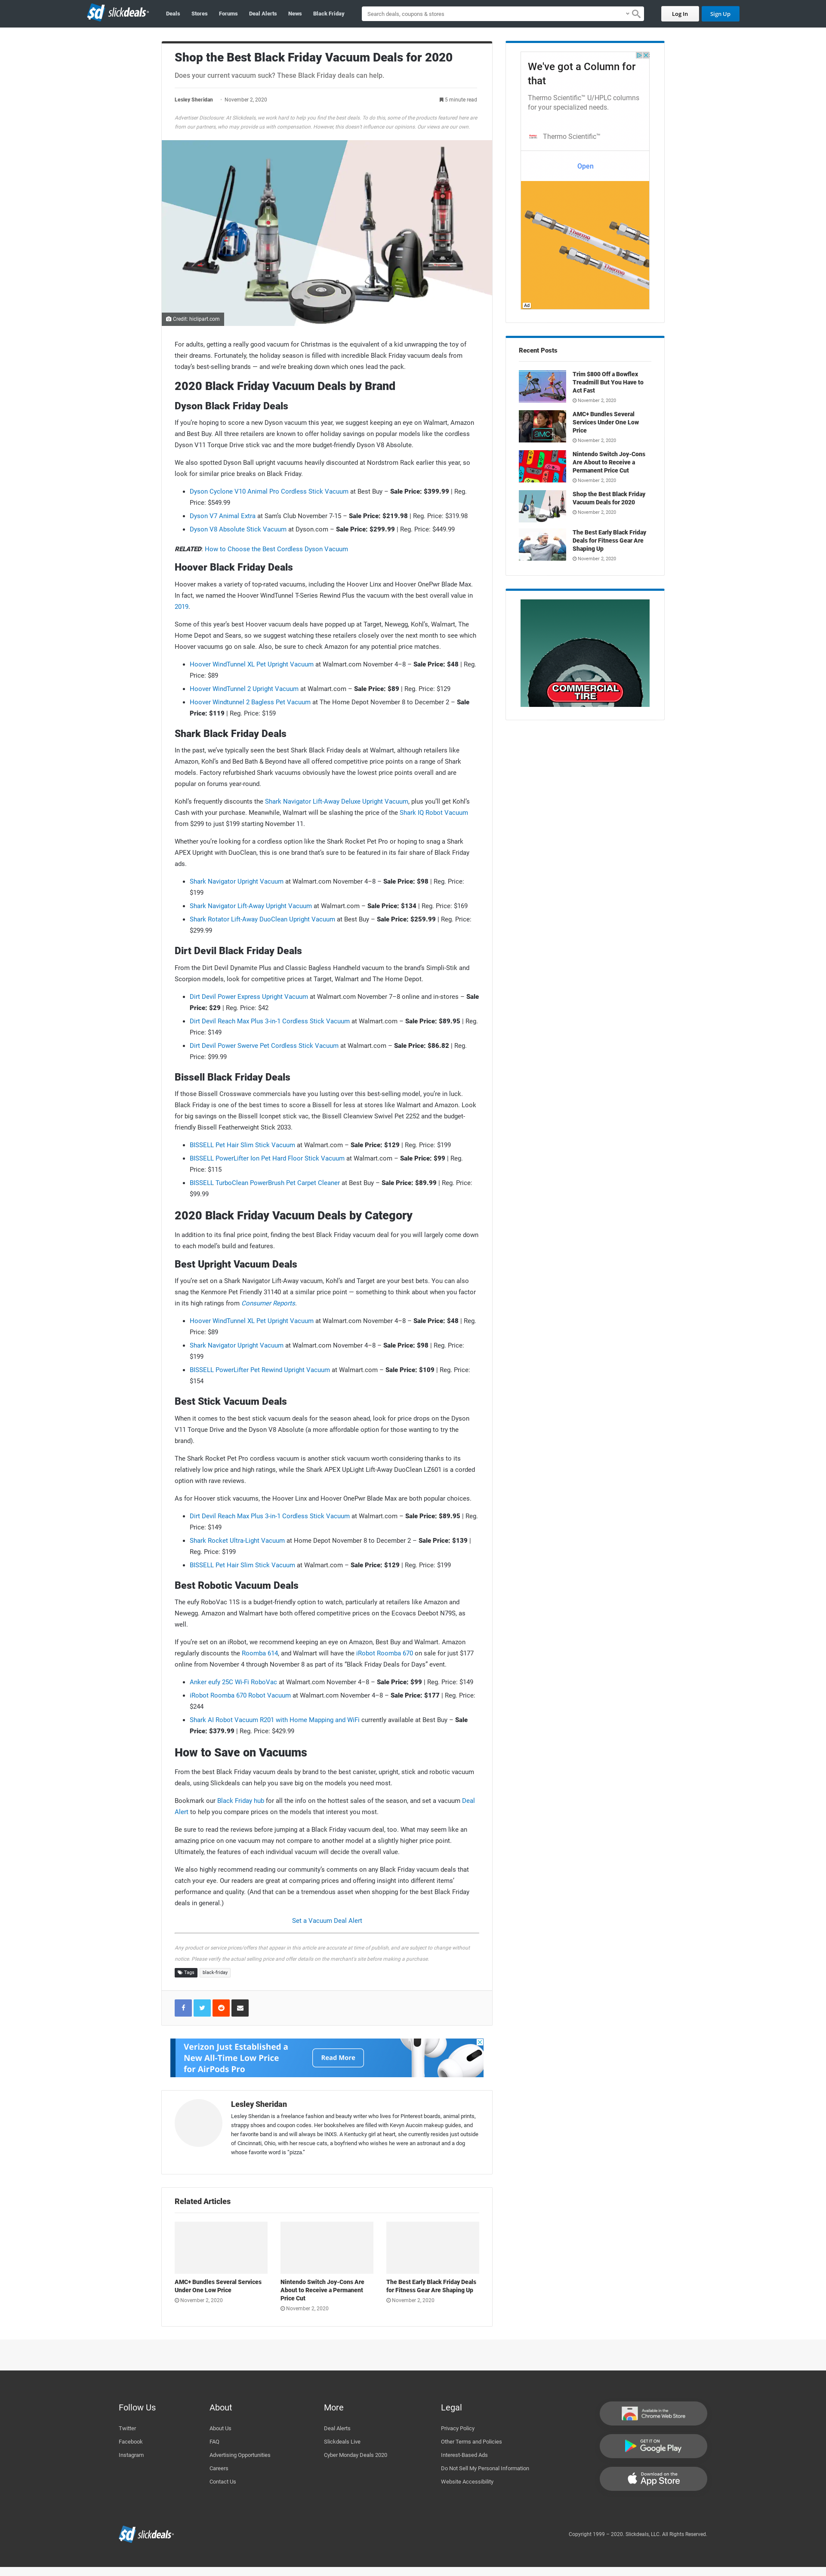 sd slickdeals
Deals Stores Forums Deal Alerts News Black Friday
Search deals, coupons & stores
Log In
Sign Up
Shop the Best Black Friday Vacuum Deals for 2020
Does your current vacuum suck? These Black Friday deals can help.
Lesley Sheridan · November 2, 2020
5 minute read
Advertiser Disclosure: At Slickdeals, we work hard to help you find the best deals. To do this, some of the products featured here are
from our partners, who may provide us with compensation. However, this doesn't influence our opinions. Our views are our own.
Credit: hiclipart.com
For adults, getting a really good vacuum for Christmas is the equivalent of a kid unwrapping the toy of
their dreams. Fortunately, the holiday season is filled with incredible Black Friday vacuum deals from
today's best-selling brands — and we're breaking down which ones lead the pack.
2020 Black Friday Vacuum Deals by Brand
Dyson Black Friday Deals
If you're hoping to score a new Dyson vacuum this year, we suggest keeping an eye on Walmart, Amazon
and Best Buy. All three retailers are known to offer holiday savings on popular models like the cordless
Dyson V11 Torque Drive stick vac and the more budget-friendly Dyson V8 Absolute.
We also spotted Dyson Ball upright vacuums heavily discounted at Nordstrom Rack earlier this year, so
look for similar price breaks on Black Friday.
• Dyson Cyclone V10 Animal Pro Cordless Stick Vacuum at Best Buy – Sale Price: $399.99 | Reg.
Price: $549.99
• Dyson V7 Animal Extra at Sam's Club November 7-15 – Sale Price: $219.98 | Reg. Price: $319.98
• Dyson V8 Absolute Stick Vacuum at Dyson.com – Sale Price: $299.99 | Reg. Price: $449.99
RELATED: How to Choose the Best Cordless Dyson Vacuum
Hoover Black Friday Deals
Hoover makes a variety of top-rated vacuums, including the Hoover Linx and Hoover OnePwr Blade Max.
In fact, we named the Hoover WindTunnel T-Series Rewind Plus the vacuum with the best overall value in
2019.
Some of this year's best Hoover vacuum deals have popped up at Target, Newegg, Kohl's, Walmart, The
Home Depot and Sears, so we suggest watching these retailers closely over the next month to see which
Hoover vacuums go on sale. Also, be sure to check Amazon for any potential price matches.
• Hoover WindTunnel XL Pet Upright Vacuum at Walmart.com November 4–8 – Sale Price: $48 | Reg.
Price: $89
• Hoover WindTunnel 2 Upright Vacuum at Walmart.com – Sale Price: $89 | Reg. Price: $129
• Hoover Windtunnel 2 Bagless Pet Vacuum at The Home Depot November 8 to December 2 – Sale
Price: $119 | Reg. Price: $159
Shark Black Friday Deals
In the past, we've typically seen the best Shark Black Friday deals at Walmart, although retailers like
Amazon, Kohl's and Bed Bath & Beyond have all offered competitive price points on a range of Shark
models. Factory refurbished Shark vacuums obviously have the lowest price points overall and are
popular on forums year-round.
Kohl's frequently discounts the Shark Navigator Lift-Away Deluxe Upright Vacuum, plus you'll get Kohl's
Cash with your purchase. Meanwhile, Walmart will be slashing the price of the Shark IQ Robot Vacuum
from $299 to just $199 starting November 11.
Whether you're looking for a cordless option like the Shark Rocket Pet Pro or hoping to snag a Shark
APEX Upright with DuoClean, this is one brand that's sure to be featured in its fair share of Black Friday
ads.
• Shark Navigator Upright Vacuum at Walmart.com November 4–8 – Sale Price: $98 | Reg. Price:
$199
• Shark Navigator Lift-Away Upright Vacuum at Walmart.com – Sale Price: $134 | Reg. Price: $169
• Shark Rotator Lift-Away DuoClean Upright Vacuum at Best Buy – Sale Price: $259.99 | Reg. Price:
$299.99
Dirt Devil Black Friday Deals
From the Dirt Devil Dynamite Plus and Classic Bagless Handheld vacuum to the brand's Simpli-Stik and
Scorpion models, look for competitive prices at Target, Walmart and The Home Depot.
• Dirt Devil Power Express Upright Vacuum at Walmart.com November 7–8 online and in-stores – Sale
Price: $29 | Reg. Price: $42
• Dirt Devil Reach Max Plus 3-in-1 Cordless Stick Vacuum at Walmart.com – Sale Price: $89.95 | Reg.
Price: $149
• Dirt Devil Power Swerve Pet Cordless Stick Vacuum at Walmart.com – Sale Price: $86.82 | Reg.
Price: $99.99
Bissell Black Friday Deals
If those Bissell Crosswave commercials have you lusting over this best-selling model, you're in luck.
Black Friday is one of the best times to score a Bissell for less at stores like Walmart and Amazon. Look
for big savings on the Bissell Iconpet stick vac, the Bissell Cleanview Swivel Pet 2252 and the budget-
friendly Bissell Featherweight Stick 2033.
• BISSELL Pet Hair Slim Stick Vacuum at Walmart.com – Sale Price: $129 | Reg. Price: $199
• BISSELL PowerLifter Ion Pet Hard Floor Stick Vacuum at Walmart.com – Sale Price: $99 | Reg.
Price: $115
• BISSELL TurboClean PowerBrush Pet Carpet Cleaner at Best Buy – Sale Price: $89.99 | Reg. Price:
$99.99
2020 Black Friday Vacuum Deals by Category
In addition to its final price point, finding the best Black Friday vacuum deal for you will largely come down
to each model's build and features.
Best Upright Vacuum Deals
If you're set on a Shark Navigator Lift-Away vacuum, Kohl's and Target are your best bets. You can also
snag the Kenmore Pet Friendly 31140 at a similar price point — something to think about when you factor
in its high ratings from Consumer Reports.
• Hoover WindTunnel XL Pet Upright Vacuum at Walmart.com November 4–8 – Sale Price: $48 | Reg.
Price: $89
• Shark Navigator Upright Vacuum at Walmart.com November 4–8 – Sale Price: $98 | Reg. Price:
$199
• BISSELL PowerLifter Pet Rewind Upright Vacuum at Walmart.com – Sale Price: $109 | Reg. Price:
$154
Best Stick Vacuum Deals
When it comes to the best stick vacuum deals for the season ahead, look for price drops on the Dyson
V11 Torque Drive and the Dyson V8 Absolute (a more affordable option for those wanting to try the
brand).
The Shark Rocket Pet Pro cordless vacuum is another stick vacuum worth considering thanks to its
relatively low price and high ratings, while the Shark APEX UpLight Lift-Away DuoClean LZ601 is a corded
option with rave reviews.
As for Hoover stick vacuums, the Hoover Linx and Hoover OnePwr Blade Max are both popular choices.
• Dirt Devil Reach Max Plus 3-in-1 Cordless Stick Vacuum at Walmart.com – Sale Price: $89.95 | Reg.
Price: $149
• Shark Rocket Ultra-Light Vacuum at Home Depot November 8 to December 2 – Sale Price: $139 |
Reg. Price: $199
• BISSELL Pet Hair Slim Stick Vacuum at Walmart.com – Sale Price: $129 | Reg. Price: $199
Best Robotic Vacuum Deals
The eufy RoboVac 11S is a budget-friendly option to watch, particularly at retailers like Amazon and
Newegg. Amazon and Walmart have both offered competitive prices on the Ecovacs Deebot N79S, as
well.
If you're set on an iRobot, we recommend keeping an eye on Amazon, Best Buy and Walmart. Amazon
regularly discounts the Roomba 614, and Walmart will have the iRobot Roomba 670 on sale for just $177
online from November 4 through November 8 as part of its "Black Friday Deals for Days" event.
• Anker eufy 25C Wi-Fi RoboVac at Walmart.com November 4–8 – Sale Price: $99 | Reg. Price: $149
• iRobot Roomba 670 Robot Vacuum at Walmart.com November 4–8 – Sale Price: $177 | Reg. Price:
$244
• Shark AI Robot Vacuum R201 with Home Mapping and WiFi currently available at Best Buy – Sale
Price: $379.99 | Reg. Price: $429.99
How to Save on Vacuums
From the best Black Friday vacuum deals by brand to the best canister, upright, stick and robotic vacuum
deals, using Slickdeals can help you save big on the models you need most.
Bookmark our Black Friday hub for all the info on the hottest sales of the season, and set a vacuum Deal
Alert to help you compare prices on the models that interest you most.
Be sure to read the reviews before jumping at a Black Friday vacuum deal, too. What may seem like an
amazing price on one vacuum may not compare to another model at a slightly higher price point.
Ultimately, the features of each individual vacuum will decide the overall value.
We also highly recommend reading our community's comments on any Black Friday vacuum deals that
catch your eye. Our readers are great at comparing prices and offering insight into different items'
performance and quality. (And that can be a tremendous asset when shopping for the best Black Friday
deals in general.)
Set a Vacuum Deal Alert
Any product or service prices/offers that appear in this article are accurate at time of publish, and are subject to change without
notice. Please verify the actual selling price and offer details on the merchant's site before making a purchase.
Tags black-friday
Verizon Just Established a
New All-Time Low Price
for AirPods Pro
Read More
Lesley Sheridan
Lesley Sheridan is a freelance fashion and beauty writer who lives for Pinterest boards, animal prints,
strappy shoes and coupon codes. Her bookshelves are filled with Kevyn Aucoin makeup guides, and
her favorite band is and will always be INXS. A Kentucky girl at heart, she currently resides just outside
of Cincinnati, Ohio, with her rescue cats, a boyfriend who wishes he were an astronaut and a dog
whose favorite word is "pizza."
Related Articles
AMC+ Bundles Several Services
Under One Low Price
November 2, 2020
Nintendo Switch Joy-Cons Are
About to Receive a Permanent
Price Cut
November 2, 2020
The Best Early Black Friday Deals
for Fitness Gear Are Shaping Up
November 2, 2020
We've got a Column for
that
Thermo Scientific™ U/HPLC columns
for your specialized needs.
Thermo Scientific™
Open
Ad
Recent Posts
Trim $800 Off a Bowflex
Treadmill But You Have to
Act Fast
November 2, 2020
AMC+ Bundles Several
Services Under One Low
Price
November 2, 2020
Nintendo Switch Joy-Cons
Are About to Receive a
Permanent Price Cut
November 2, 2020
Shop the Best Black Friday
Vacuum Deals for 2020
November 2, 2020
The Best Early Black Friday
Deals for Fitness Gear Are
Shaping Up
November 2, 2020
COMMERCIAL
TIRE
Follow Us
Twitter
Facebook
Instagram
About
About Us
FAQ
Advertising Opportunities
Careers
Contact Us
More
Deal Alerts
Slickdeals Live
Cyber Monday Deals 2020
Legal
Privacy Policy
Other Terms and Policies
Interest-Based Ads
Do Not Sell My Personal Information
Website Accessibility
Available in the
Chrome Web Store
GET IT ON
Google Play
Download on the
App Store
sd slickdeals
Copyright 1999 – 2020. Slickdeals, LLC. All Rights Reserved.